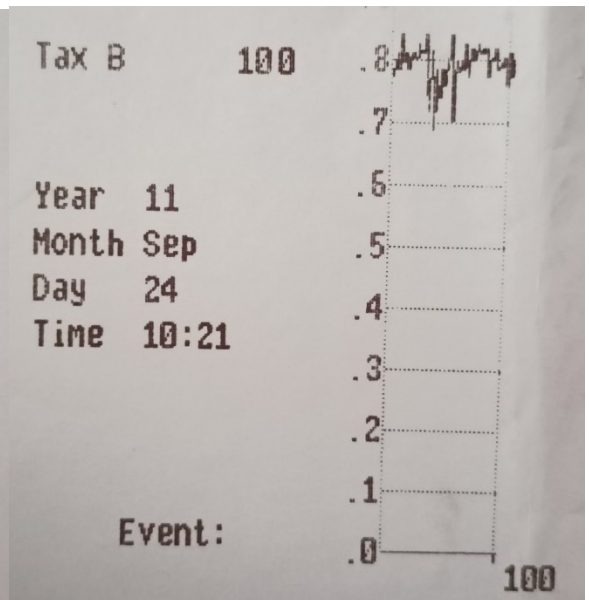 Tax B 100
Year 11
Month Sep
Day 24
Time 10:21
Event:
.8
.7
.6
.5
.4
.3
.2
.1
.0
100